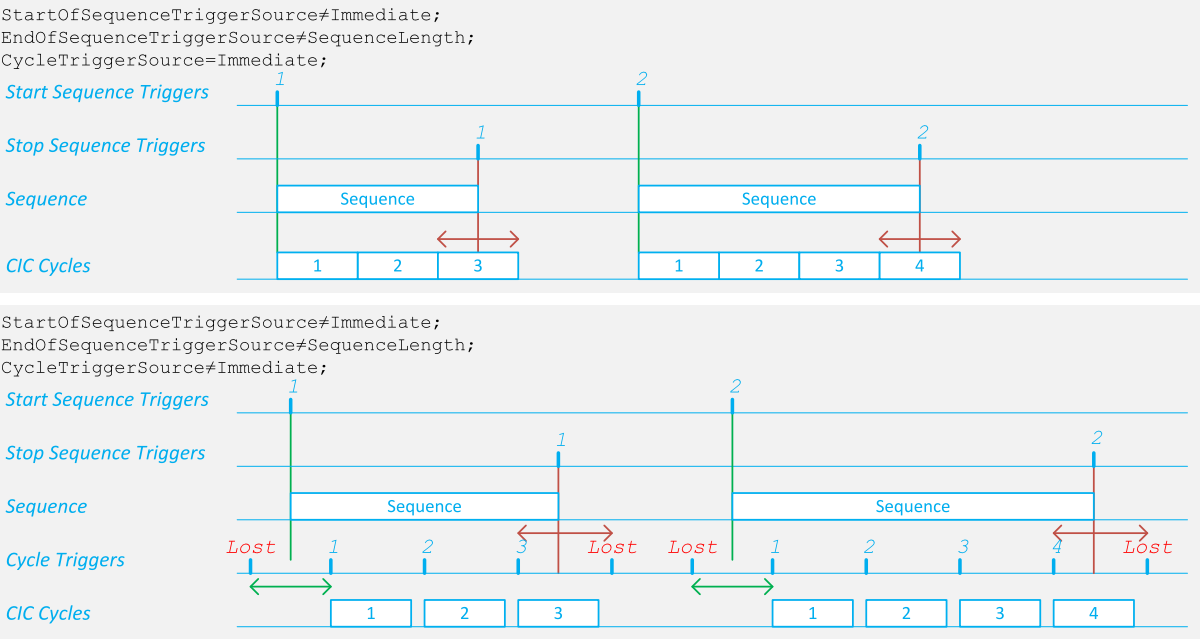 StartOfSequenceTriggerSource≠Immediate;
EndOfSequenceTriggerSource≠SequenceLength;
CycleTriggerSource=Immediate;
1 2
Start Sequence Triggers
1 2
Stop Sequence Triggers
Sequence Sequence Sequence
CIC Cycles 1 2 3 1 2 3 4
StartOfSequenceTriggerSource≠Immediate;
EndOfSequenceTriggerSource≠SequenceLength;
CycleTriggerSource≠Immediate;
1 2
Start Sequence Triggers
1 2
Stop Sequence Triggers
Sequence Sequence Sequence
Lost 1 2 3 Lost Lost 1 2 3 4 Lost
Cycle Triggers
CIC Cycles 1 2 3 1 2 3 4